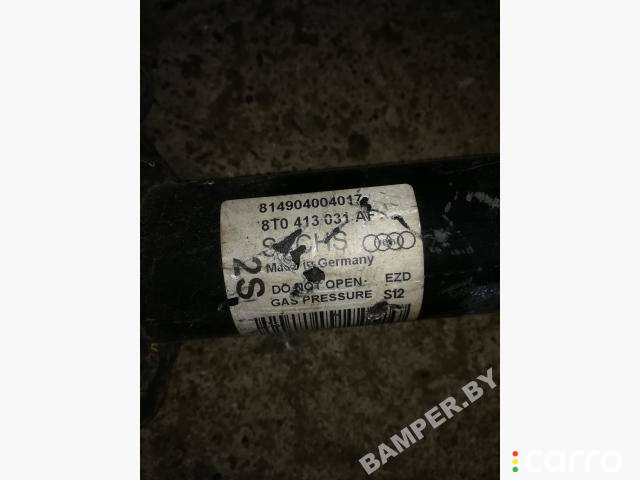 814904004017
8T0 413 031 AF
SACHS
Made in Germany
DO NOT OPEN- EZD
GAS PRESSURE S12
2S
BAMPER.BY
carro